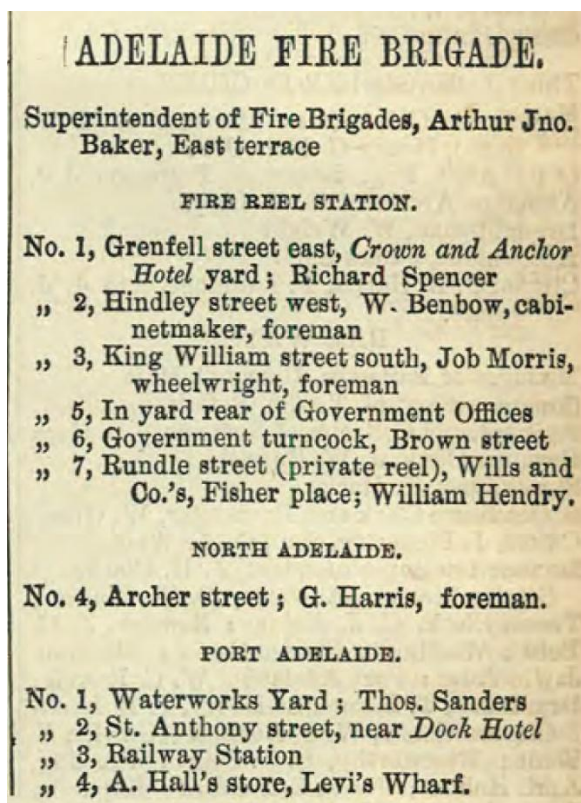 ADELAIDE FIRE BRIGADE.
Superintendent of Fire Brigades, Arthur Jno.
Baker, East terrace
FIRE REEL STATION.
No. 1, Grenfell street east, Crown and Anchor
Hotel yard; Richard Spencer
„ 2, Hindley street west, W. Benbow, cabi-
netmaker, foreman
„ 3, King William street south, Job Morris,
wheelwright, foreman
„ 5, In yard rear of Government Offices
„ 6, Government turncock, Brown street
„ 7, Rundle street (private reel), Wills and
Co.'s, Fisher place; William Hendry.
NORTH ADELAIDE.
No. 4, Archer street; G. Harris, foreman.
PORT ADELAIDE.
No. 1, Waterworks Yard; Thos. Sanders
„ 2, St. Anthony street, near Dock Hotel
„ 3, Railway Station
„ 4, A. Hall's store, Levi's Wharf.